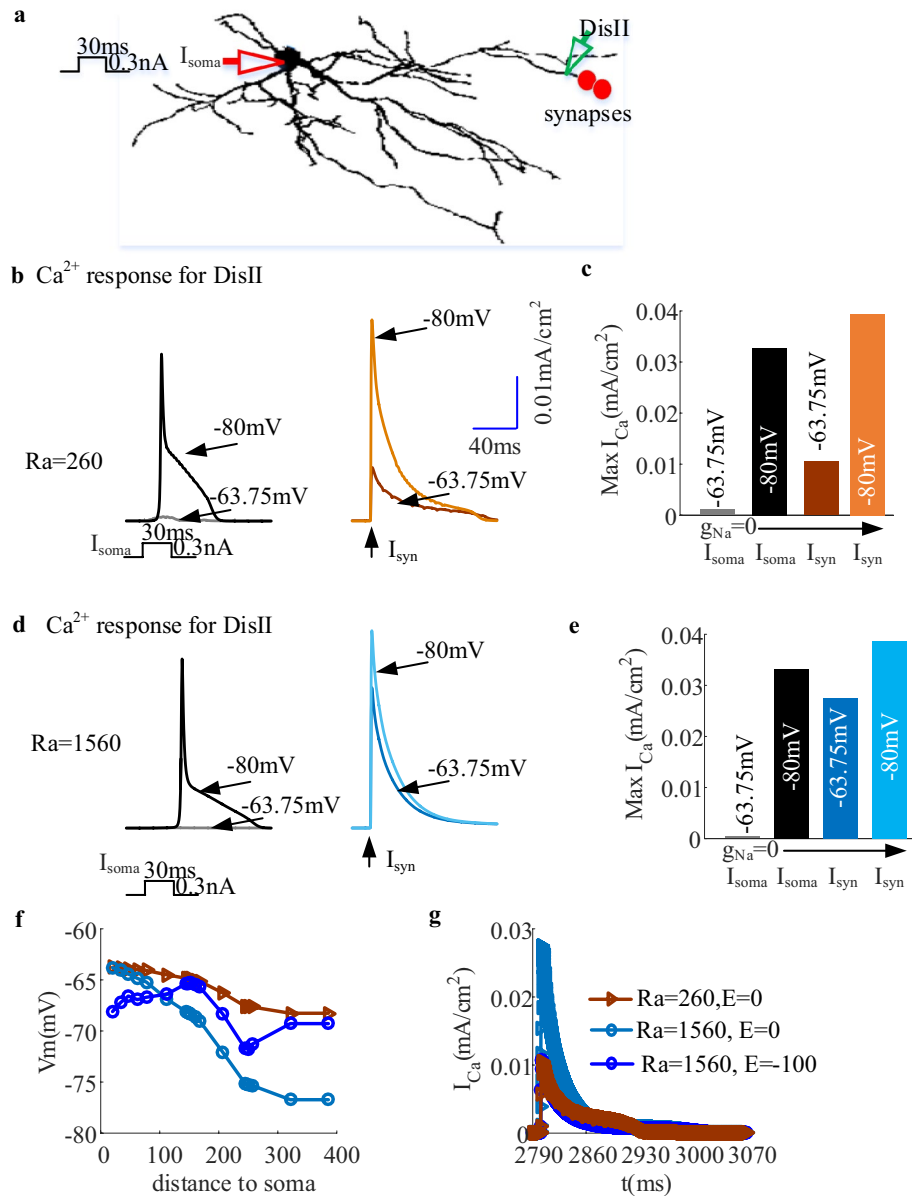 a
30ms
0.3nA
I_soma
DisII
synapses
b Ca²⁺ response for DisII
Ra=260
-80mV
-63.75mV
30ms
I_soma
0.3nA
-80mV
-63.75mV
I_syn
0.01mA/cm²
40ms
c
Max I_Ca(mA/cm²)
0.04
0.03
0.02
0.01
0
-63.75mV
-80mV
-63.75mV
-80mV
g_Na=0
I_soma I_soma I_syn I_syn
d Ca²⁺ response for DisII
Ra=1560
-80mV
-63.75mV
I_soma
30ms
0.3nA
-80mV
-63.75mV
I_syn
e
Max I_Ca(mA/cm²)
0.04
0.03
0.02
0.01
0
-63.75mV
-80mV
-63.75mV
-80mV
g_Na=0
I_soma I_soma I_syn I_syn
f
Vm(mV)
-60
-65
-70
-75
-80
0 100 200 300 400
distance to soma
g
I_Ca(mA/cm²)
0.03
0.02
0.01
0
Ra=260,E=0
Ra=1560, E=0
Ra=1560, E=-100
2790 2860 2930 3000 3070
t(ms)